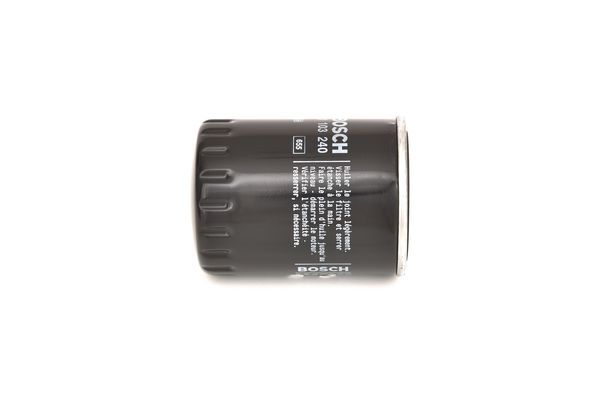 BOSCH
103 240
6S5
Huiler le joint légèrement.
Visser le filtre et serrer
étanche à la main.
Faire le plein d'huile jusqu'au
niveau - démarrer le moteur.
Vérifier l'étanchéité -
resserrer, si nécessaire.
BOSCH